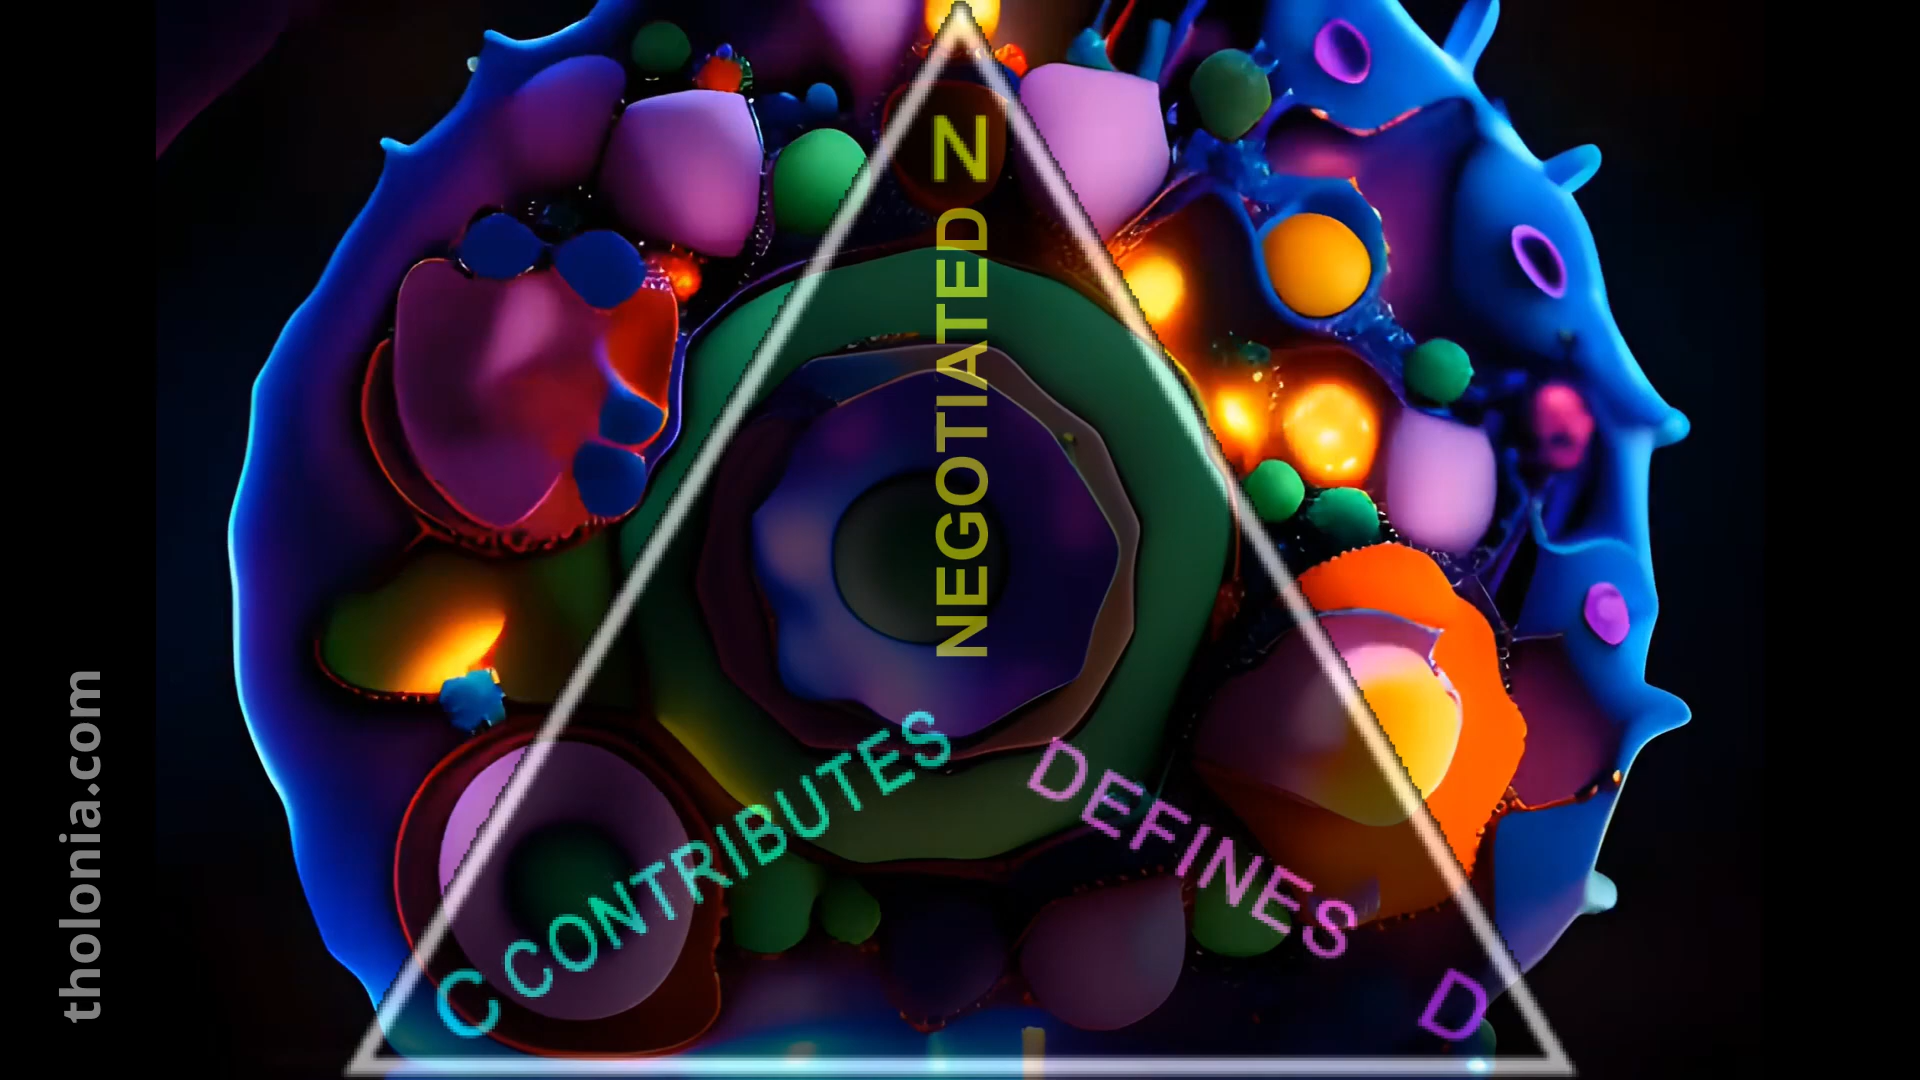 N
NEGOTIATED
C CONTRIBUTES
DEFINES
D
tholonia.com